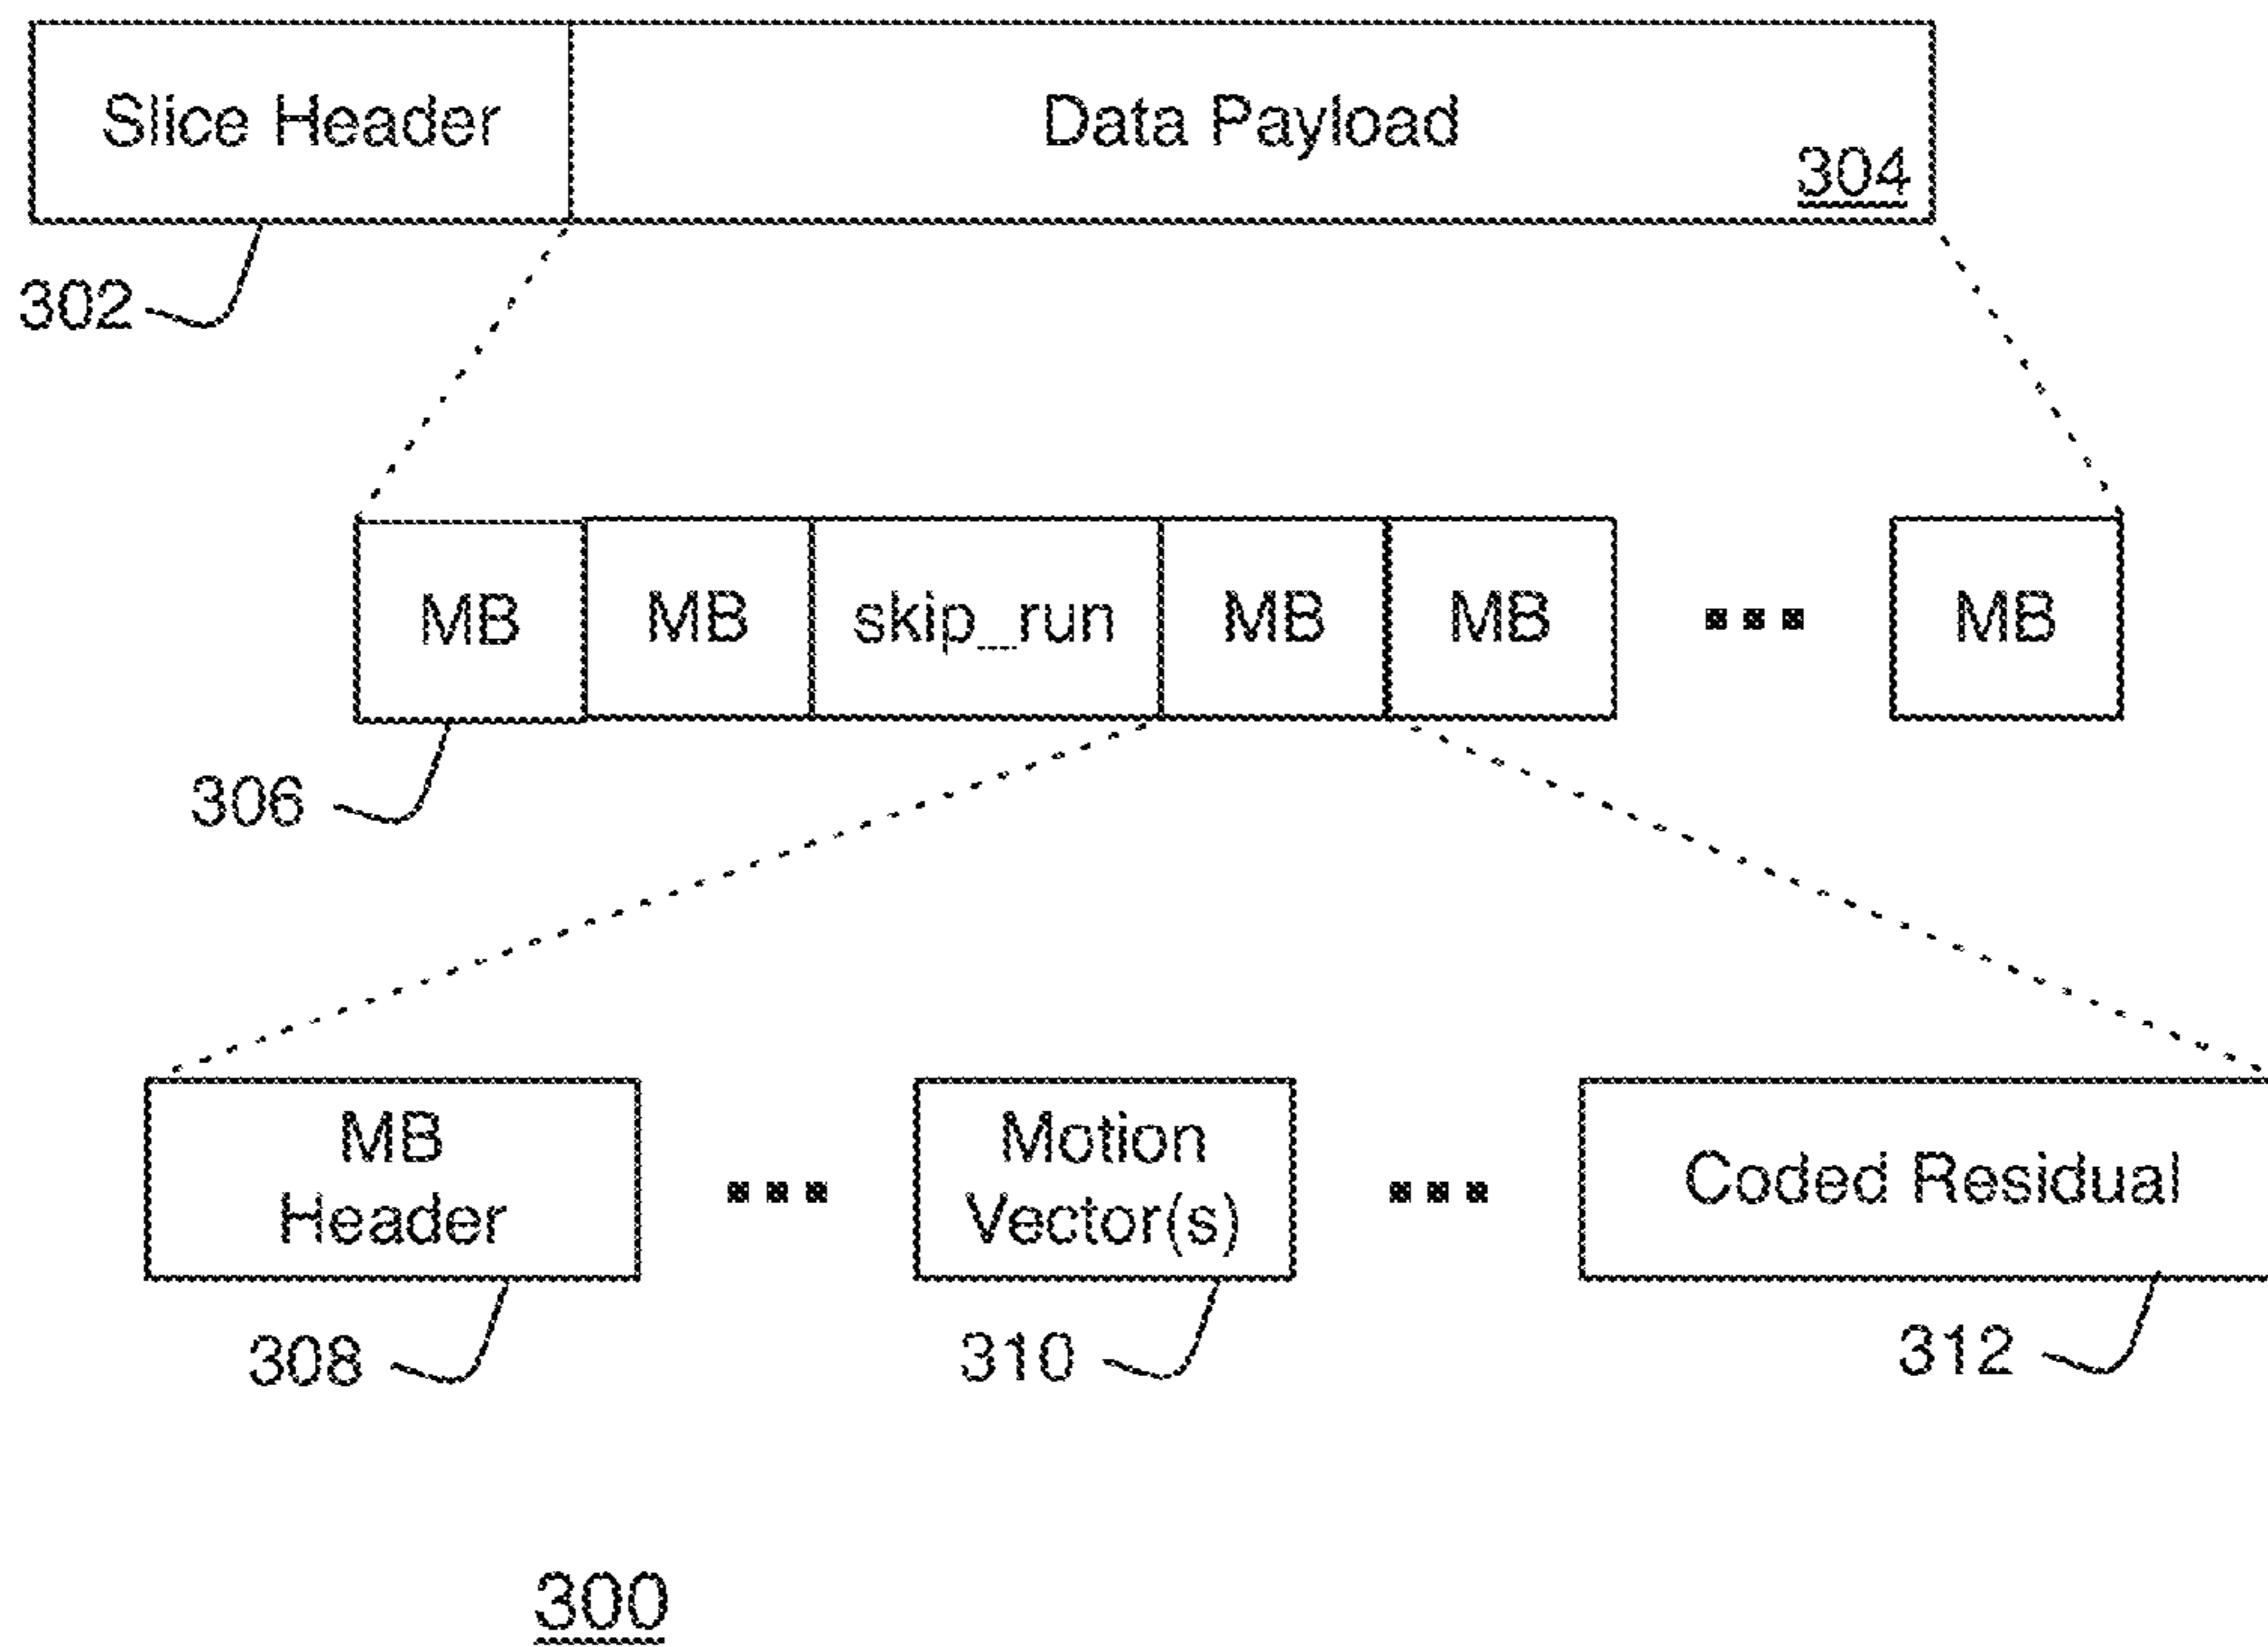 Slice Header
Data Payload
304
302
MB MB skip_run MB MB ▪▪▪ MB
306
MB
Header
▪▪▪
Motion
Vector(s)
▪▪▪
Coded Residual
308
310
312
300